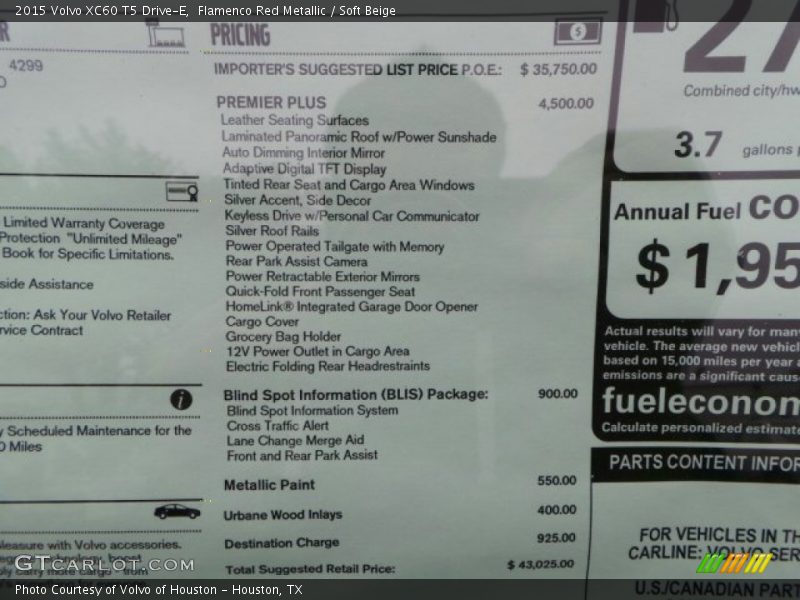 2015 Volvo XC60 T5 Drive-E, Flamenco Red Metallic / Soft Beige
4299
Limited Warranty Coverage
Protection "Unlimited Mileage"
Book for Specific Limitations.
side Assistance
ction: Ask Your Volvo Retailer
rvice Contract
y Scheduled Maintenance for the
0 Miles
leasure with Volvo accessories.
PRICING
IMPORTER'S SUGGESTED LIST PRICE P.O.E.: $ 35,750.00
PREMIER PLUS 4,500.00
Leather Seating Surfaces
Laminated Panoramic Roof w/Power Sunshade
Auto Dimming Interior Mirror
Adaptive Digital TFT Display
Tinted Rear Seat and Cargo Area Windows
Silver Accent, Side Decor
Keyless Drive w/Personal Car Communicator
Silver Roof Rails
Power Operated Tailgate with Memory
Rear Park Assist Camera
Power Retractable Exterior Mirrors
Quick-Fold Front Passenger Seat
HomeLink® Integrated Garage Door Opener
Cargo Cover
Grocery Bag Holder
12V Power Outlet in Cargo Area
Electric Folding Rear Headrestraints
Blind Spot Information (BLIS) Package: 900.00
Blind Spot Information System
Cross Traffic Alert
Lane Change Merge Aid
Front and Rear Park Assist
Metallic Paint 550.00
Urbane Wood Inlays 400.00
Destination Charge 925.00
Total Suggested Retail Price: $ 43,025.00
27
Combined city/hw
3.7 gallons p
Annual Fuel CO
$1,95
Actual results will vary for many
vehicle. The average new vehicl
based on 15,000 miles per year a
emissions are a significant caus
fueleconom
Calculate personalized estimate
PARTS CONTENT INFOR
FOR VEHICLES IN TH
CARLINE: VOLVO SER
U.S./CANADIAN PART
GTCARLOT.COM
Photo Courtesy of Volvo of Houston - Houston, TX